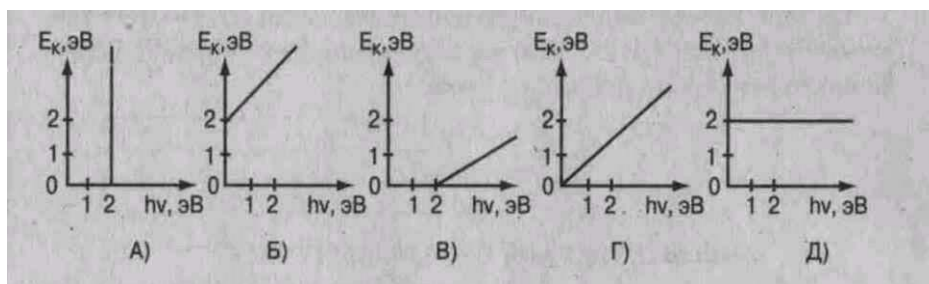 Eк,эВ Eк,эВ Eк,эВ Eк,эВ Eк,эВ
2 2 2 2 2
1 1 1 1 1
0 0 0 0 0
1 2 hν, эВ 1 2 hν, эВ 1 2 hν, эВ 1 2 hν, эВ 1 2 hν, эВ
А) Б) В) Г) Д)